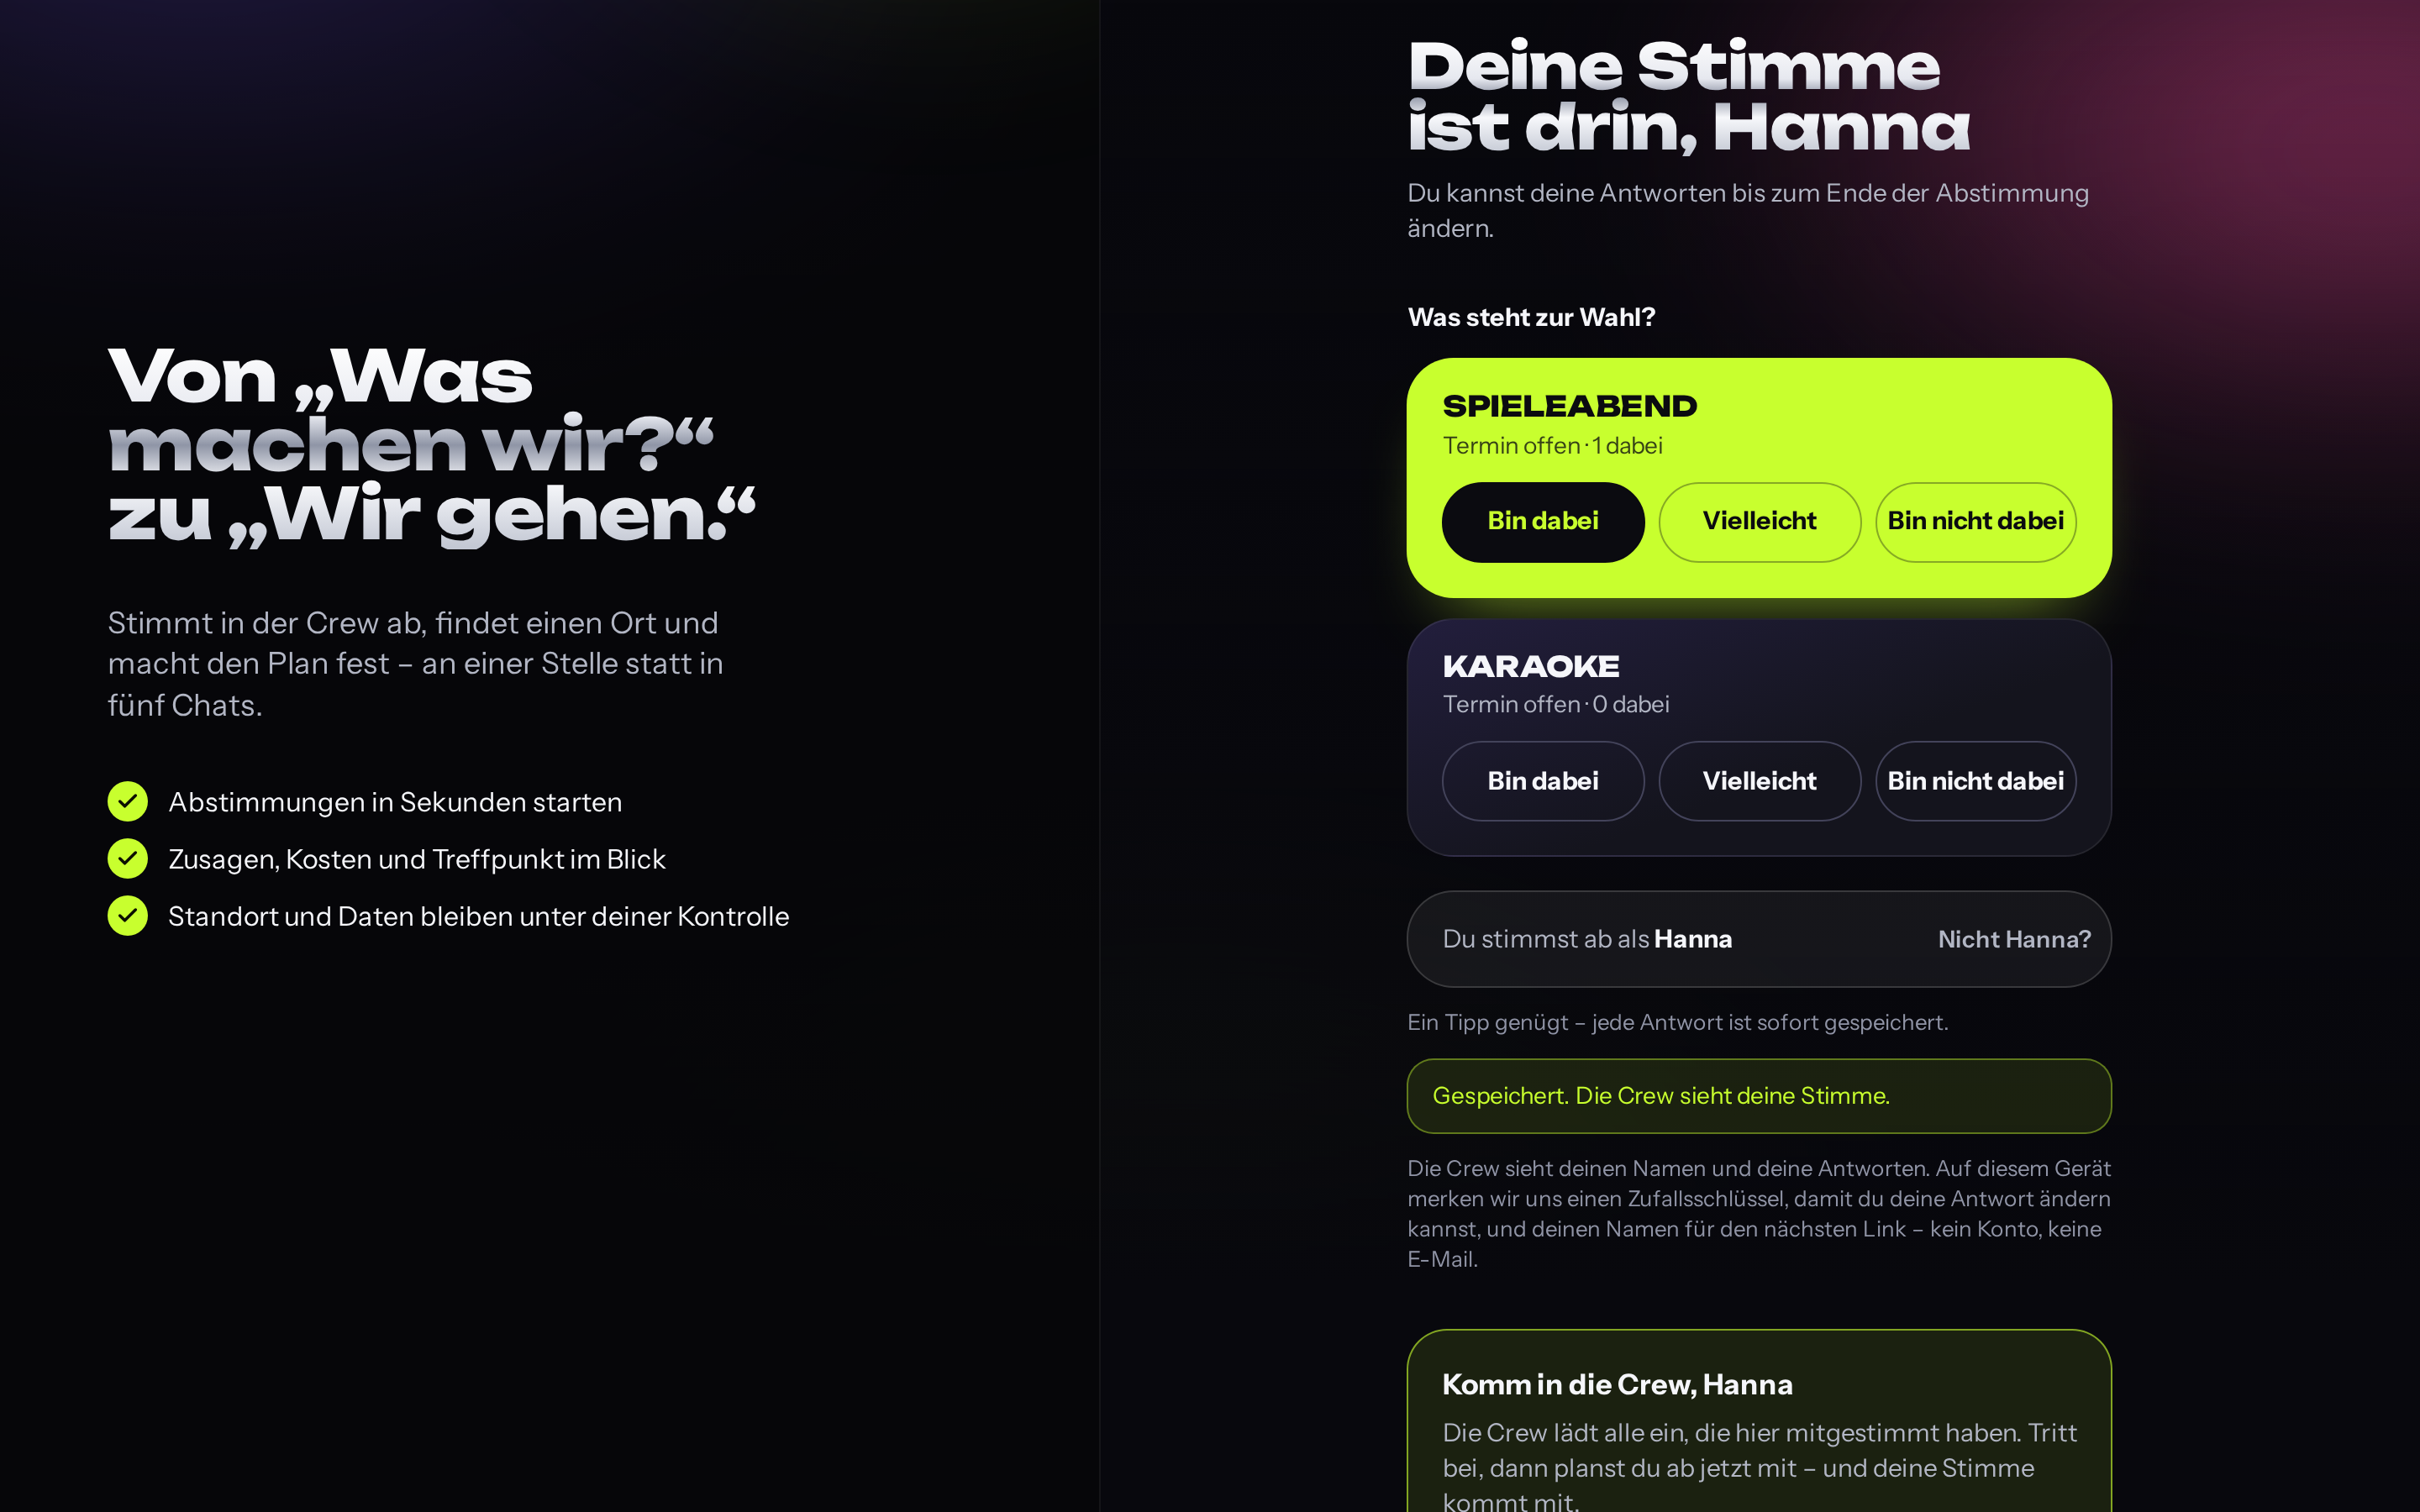 Von „Was
machen wir?“
zu „Wir gehen.“
Stimmt in der Crew ab, findet einen Ort und
macht den Plan fest – an einer Stelle statt in
fünf Chats.
Abstimmungen in Sekunden starten
Zusagen, Kosten und Treffpunkt im Blick
Standort und Daten bleiben unter deiner Kontrolle
Deine Stimme
ist drin, Hanna
Du kannst deine Antworten bis zum Ende der Abstimmung
ändern.
Was steht zur Wahl?
SPIELEABEND
Termin offen · 1 dabei
Bin dabei Vielleicht Bin nicht dabei
KARAOKE
Termin offen · 0 dabei
Bin dabei Vielleicht Bin nicht dabei
Du stimmst ab als Hanna Nicht Hanna?
Ein Tipp genügt – jede Antwort ist sofort gespeichert.
Gespeichert. Die Crew sieht deine Stimme.
Die Crew sieht deinen Namen und deine Antworten. Auf diesem Gerät
merken wir uns einen Zufallsschlüssel, damit du deine Antwort ändern
kannst, und deinen Namen für den nächsten Link – kein Konto, keine
E-Mail.
Komm in die Crew, Hanna
Die Crew lädt alle ein, die hier mitgestimmt haben. Tritt
bei, dann planst du ab jetzt mit – und deine Stimme
kommt mit.